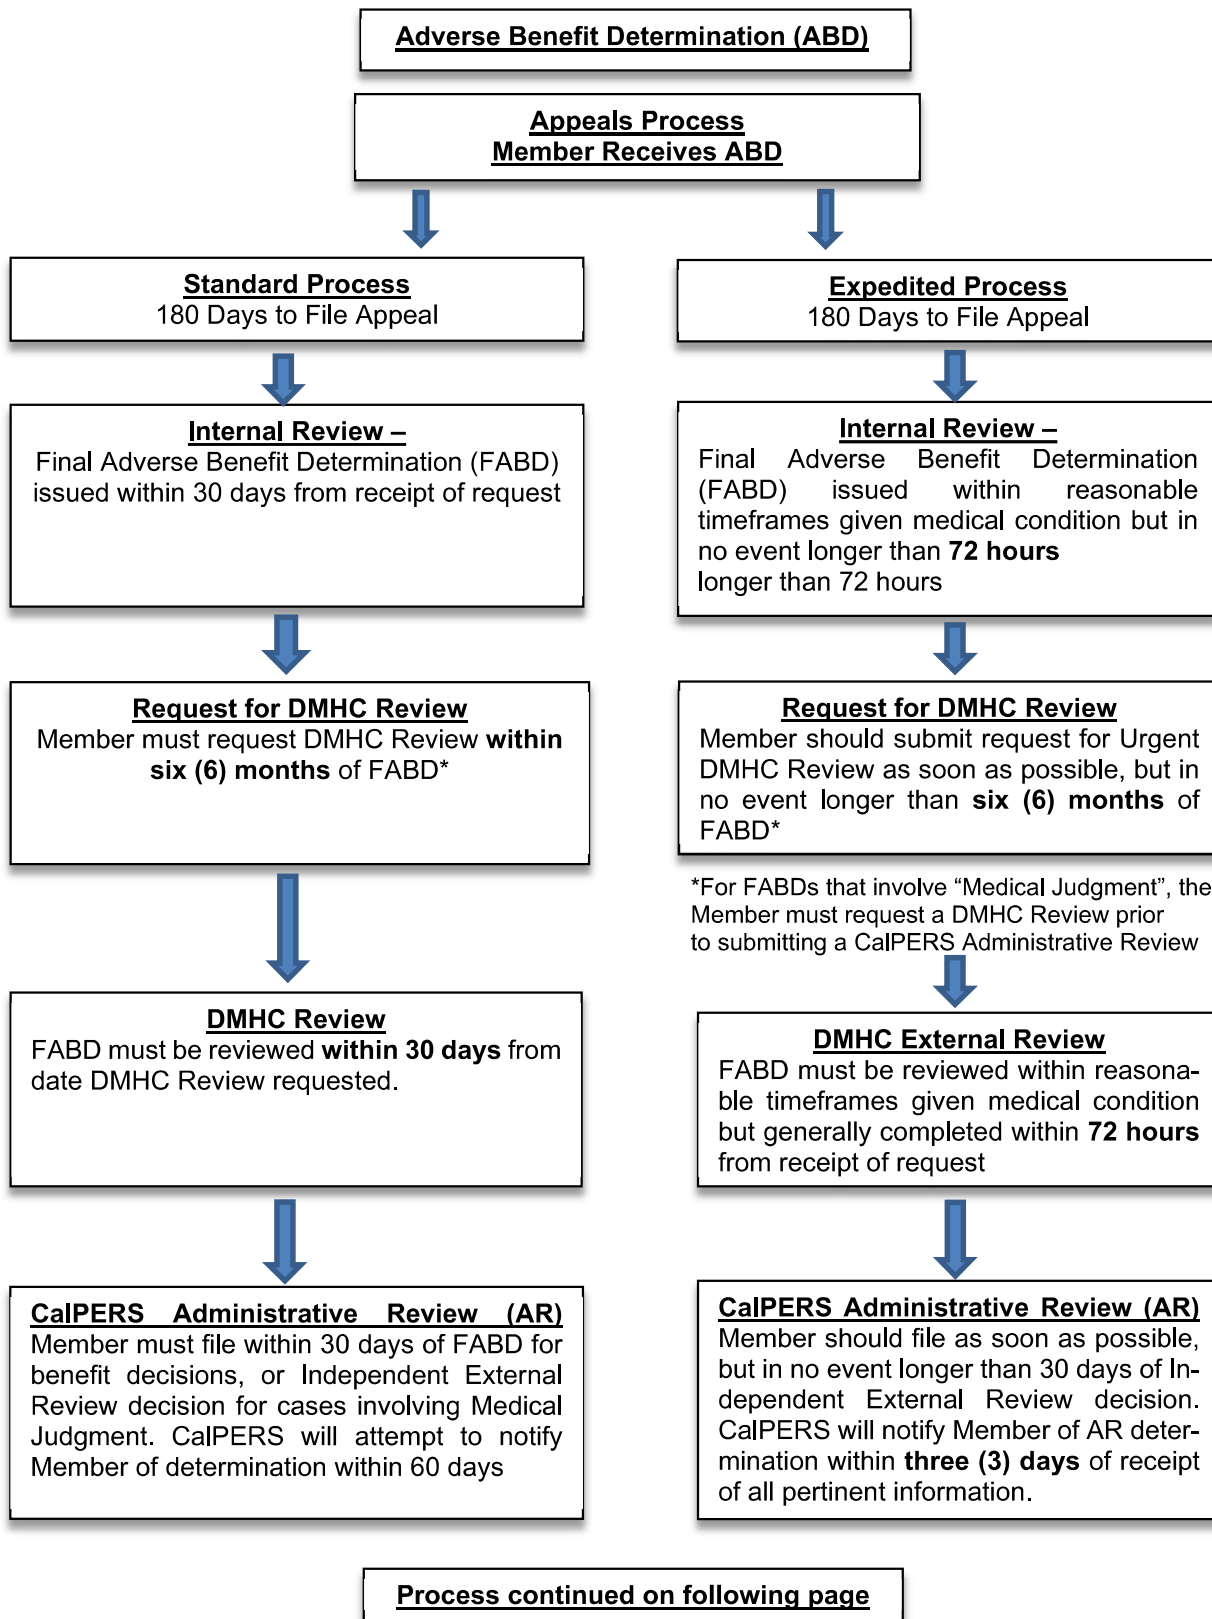 Adverse Benefit Determination (ABD)
Appeals Process
Member Receives ABD
Standard Process
180 Days to File Appeal
Expedited Process
180 Days to File Appeal
Internal Review –
Final Adverse Benefit Determination (FABD)
issued within 30 days from receipt of request
Internal Review –
Final Adverse Benefit Determination
(FABD) issued within reasonable
timeframes given medical condition but in
no event longer than 72 hours
longer than 72 hours
Request for DMHC Review
Member must request DMHC Review within
six (6) months of FABD*
Request for DMHC Review
Member should submit request for Urgent
DMHC Review as soon as possible, but in
no event longer than six (6) months of
FABD*
*For FABDs that involve “Medical Judgment”, the
Member must request a DMHC Review prior
to submitting a CalPERS Administrative Review
DMHC Review
FABD must be reviewed within 30 days from
date DMHC Review requested.
DMHC External Review
FABD must be reviewed within reasona-
ble timeframes given medical condition
but generally completed within 72 hours
from receipt of request
CalPERS Administrative Review (AR)
Member must file within 30 days of FABD for
benefit decisions, or Independent External
Review decision for cases involving Medical
Judgment. CalPERS will attempt to notify
Member of determination within 60 days
CalPERS Administrative Review (AR)
Member should file as soon as possible,
but in no event longer than 30 days of In-
dependent External Review decision.
CalPERS will notify Member of AR deter-
mination within three (3) days of receipt
of all pertinent information.
Process continued on following page